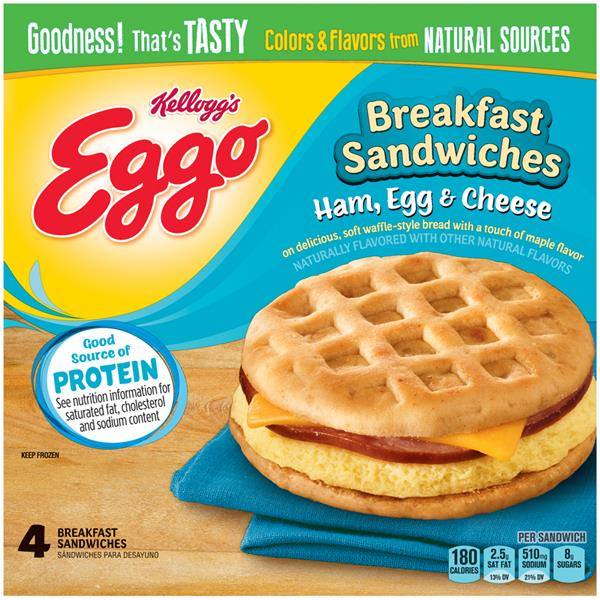 Goodness! That's TASTY Colors & Flavors from NATURAL SOURCES
Kellogg's
Eggo
Breakfast
Sandwiches
Ham, Egg & Cheese
on delicious, soft waffle-style bread with a touch of maple flavor
NATURALLY FLAVORED WITH OTHER NATURAL FLAVORS
Good
Source of
PROTEIN
See nutrition information for
saturated fat, cholesterol
and sodium content
KEEP FROZEN
4 BREAKFAST
SANDWICHES
SÁNDWICHES PARA DESAYUNO
PER SANDWICH
180 CALORIES
2.5g SAT FAT 13% DV
510mg SODIUM 21% DV
8g SUGARS